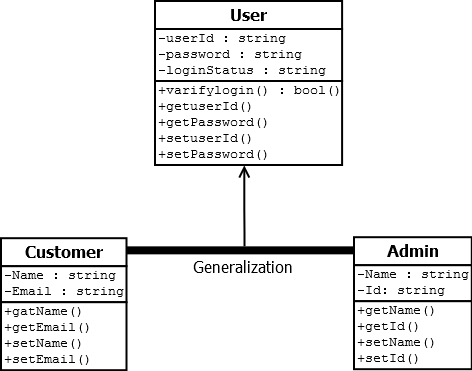 User
-userId : string
-password : string
-loginStatus : string
+varifylogin() : bool()
+getuserId()
+getPassword()
+setuserId()
+setPassword()
Customer
-Name : string
-Email : string
+gatName()
+getEmail()
+setName()
+setEmail()
Generalization
Admin
-Name : string
-Id: string
+getName()
+getId()
+setName()
+setId()